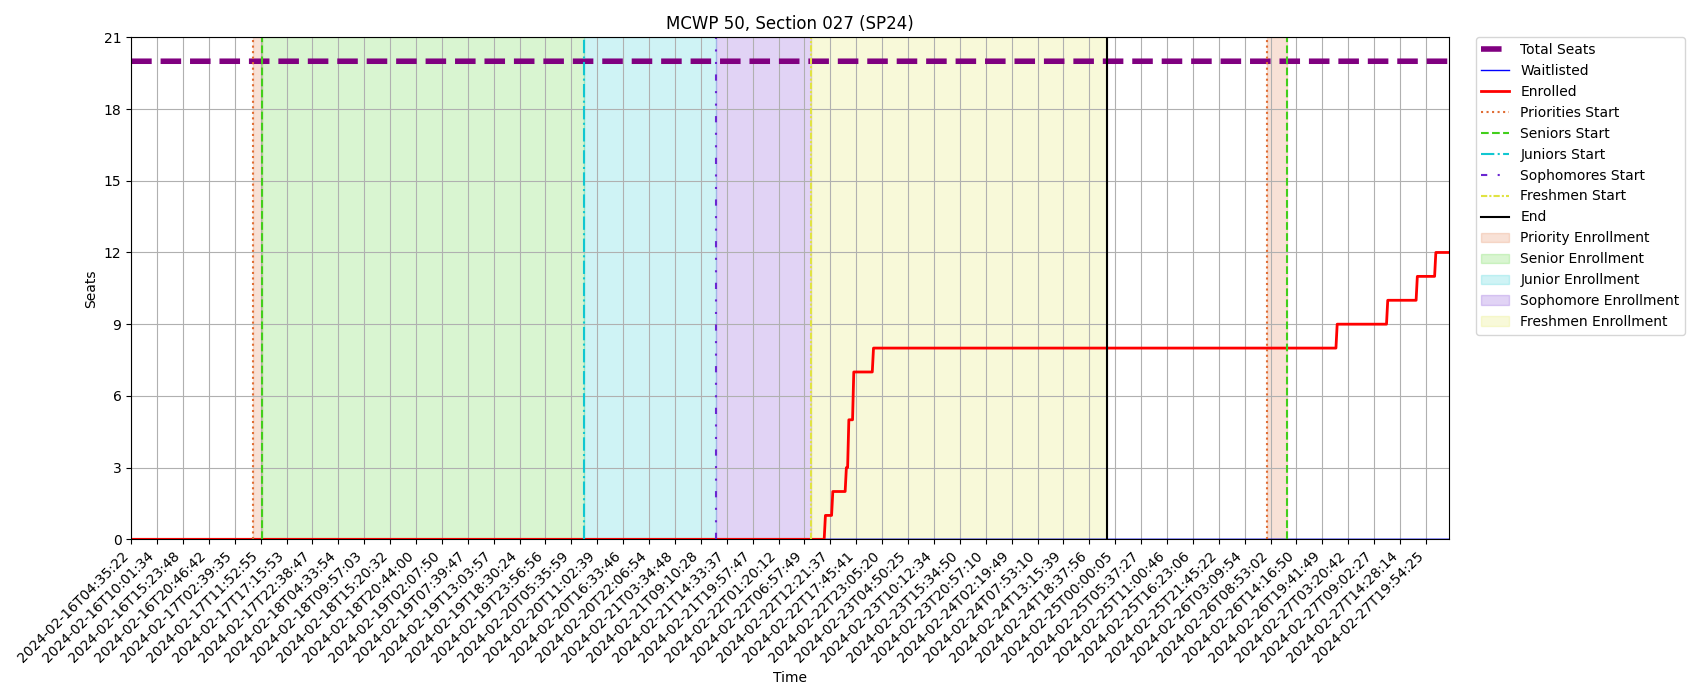 MCWP 50, Section 027 (SP24)
21
18
15
12
9
6
3
0
Seats
2024-02-16T04:35:22
2024-02-16T10:01:34
2024-02-16T15:23:48
2024-02-16T20:46:42
2024-02-17T02:39:35
2024-02-17T11:52:55
2024-02-17T17:15:53
2024-02-17T22:38:47
2024-02-18T04:33:54
2024-02-18T09:57:03
2024-02-18T15:20:32
2024-02-18T20:44:00
2024-02-19T02:07:50
2024-02-19T07:39:47
2024-02-19T13:03:57
2024-02-19T18:30:24
2024-02-19T23:56:56
2024-02-20T05:35:59
2024-02-20T11:02:39
2024-02-20T16:33:46
2024-02-20T22:06:54
2024-02-21T03:34:48
2024-02-21T09:10:28
2024-02-21T14:33:37
2024-02-21T19:57:47
2024-02-22T01:20:12
2024-02-22T06:57:49
2024-02-22T12:21:37
2024-02-22T17:45:41
2024-02-22T23:05:20
2024-02-23T04:50:25
2024-02-23T10:12:34
2024-02-23T15:34:50
2024-02-23T20:57:10
2024-02-24T02:19:49
2024-02-24T07:53:10
2024-02-24T13:15:39
2024-02-24T18:37:56
2024-02-25T00:00:05
2024-02-25T05:37:27
2024-02-25T11:00:46
2024-02-25T16:23:06
2024-02-25T21:45:22
2024-02-26T03:09:54
2024-02-26T08:53:02
2024-02-26T14:16:50
2024-02-26T19:41:49
2024-02-27T03:20:42
2024-02-27T09:02:27
2024-02-27T14:28:14
2024-02-27T19:54:25
Time
Total Seats
Waitlisted
Enrolled
Priorities Start
Seniors Start
Juniors Start
Sophomores Start
Freshmen Start
End
Priority Enrollment
Senior Enrollment
Junior Enrollment
Sophomore Enrollment
Freshmen Enrollment